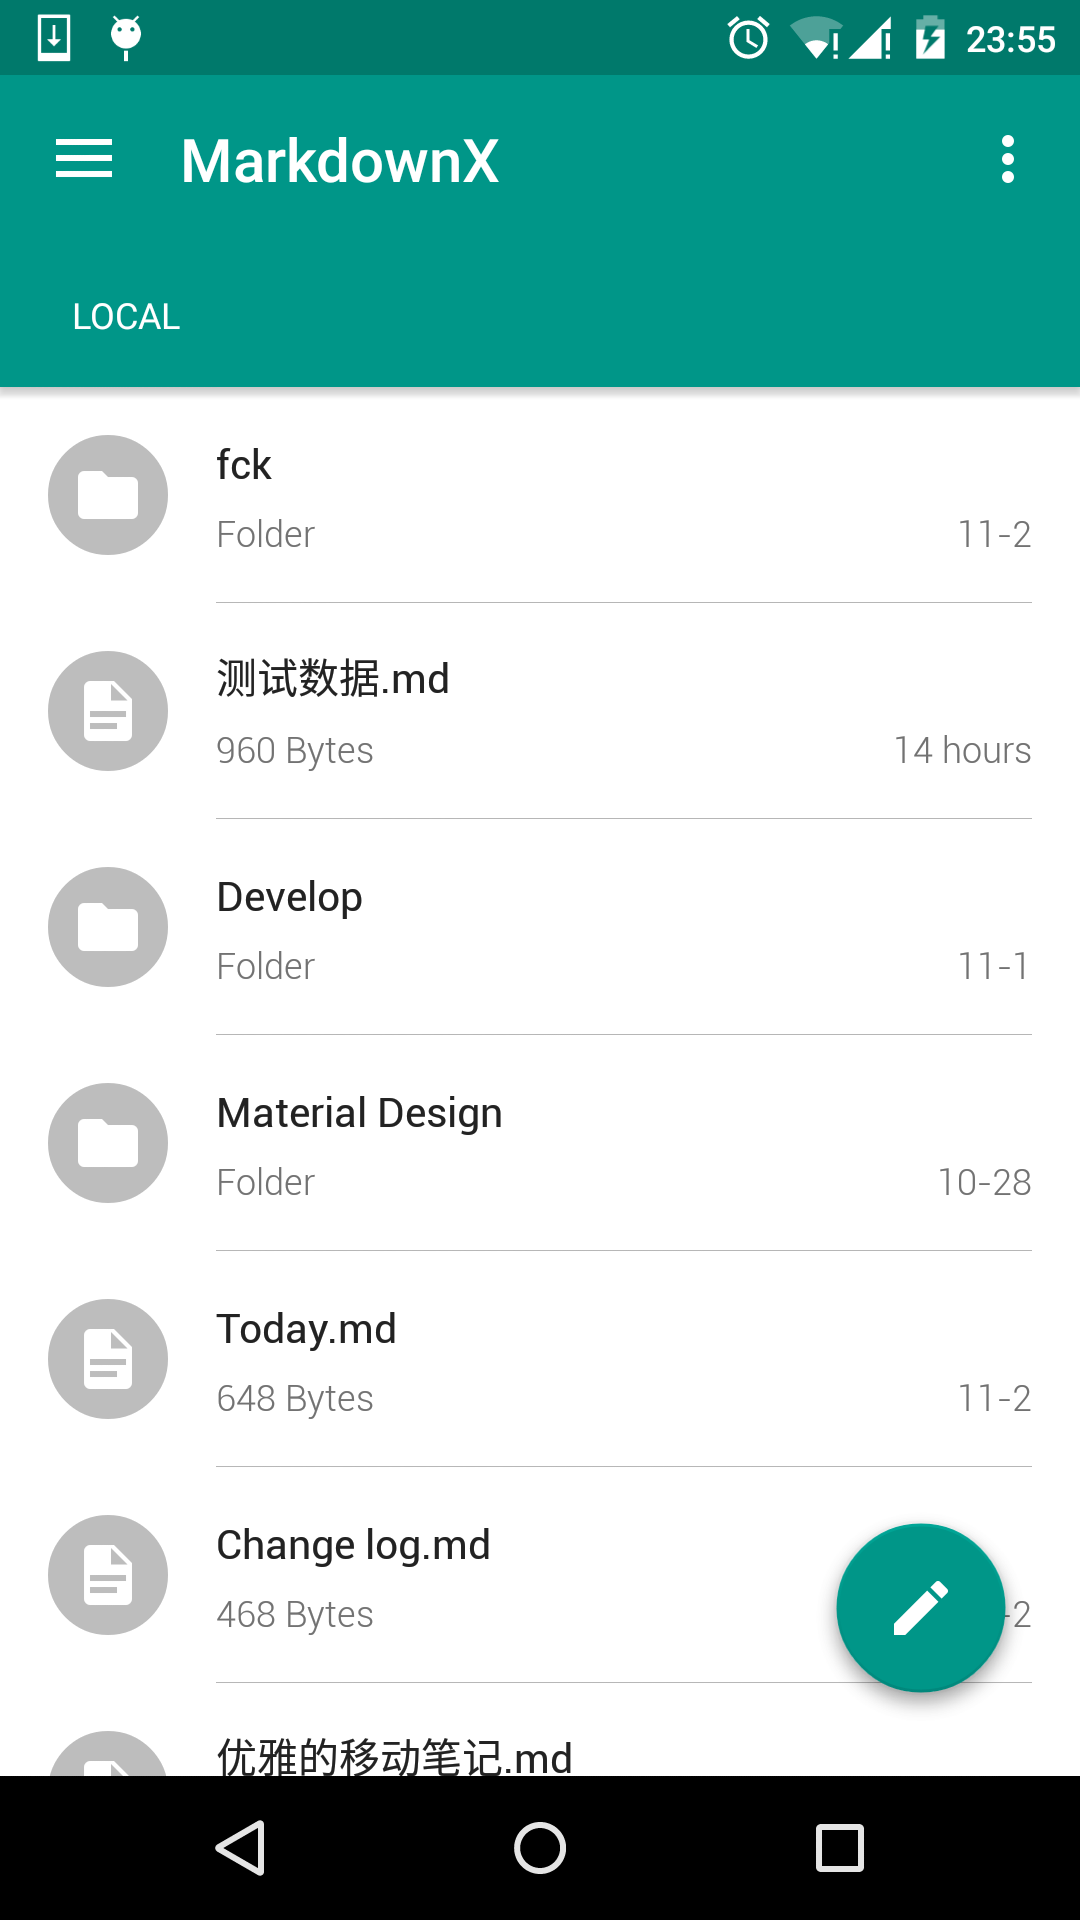 23:55
MarkdownX
LOCAL
fck
Folder 11-2
测试数据.md
960 Bytes 14 hours
Develop
Folder 11-1
Material Design
Folder 10-28
Today.md
648 Bytes 11-2
Change log.md
468 Bytes -2
优雅的移动笔记.md